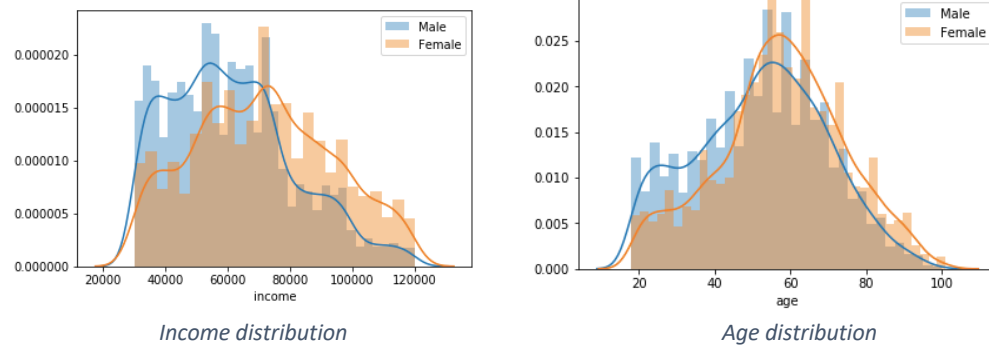 Male
Female
0.000020
0.000015
0.000010
0.000005
0.000000
20000 40000 60000 80000 100000 120000
income
Income distribution
Male
Female
0.025
0.020
0.015
0.010
0.005
0.000
20 40 60 80 100
age
Age distribution